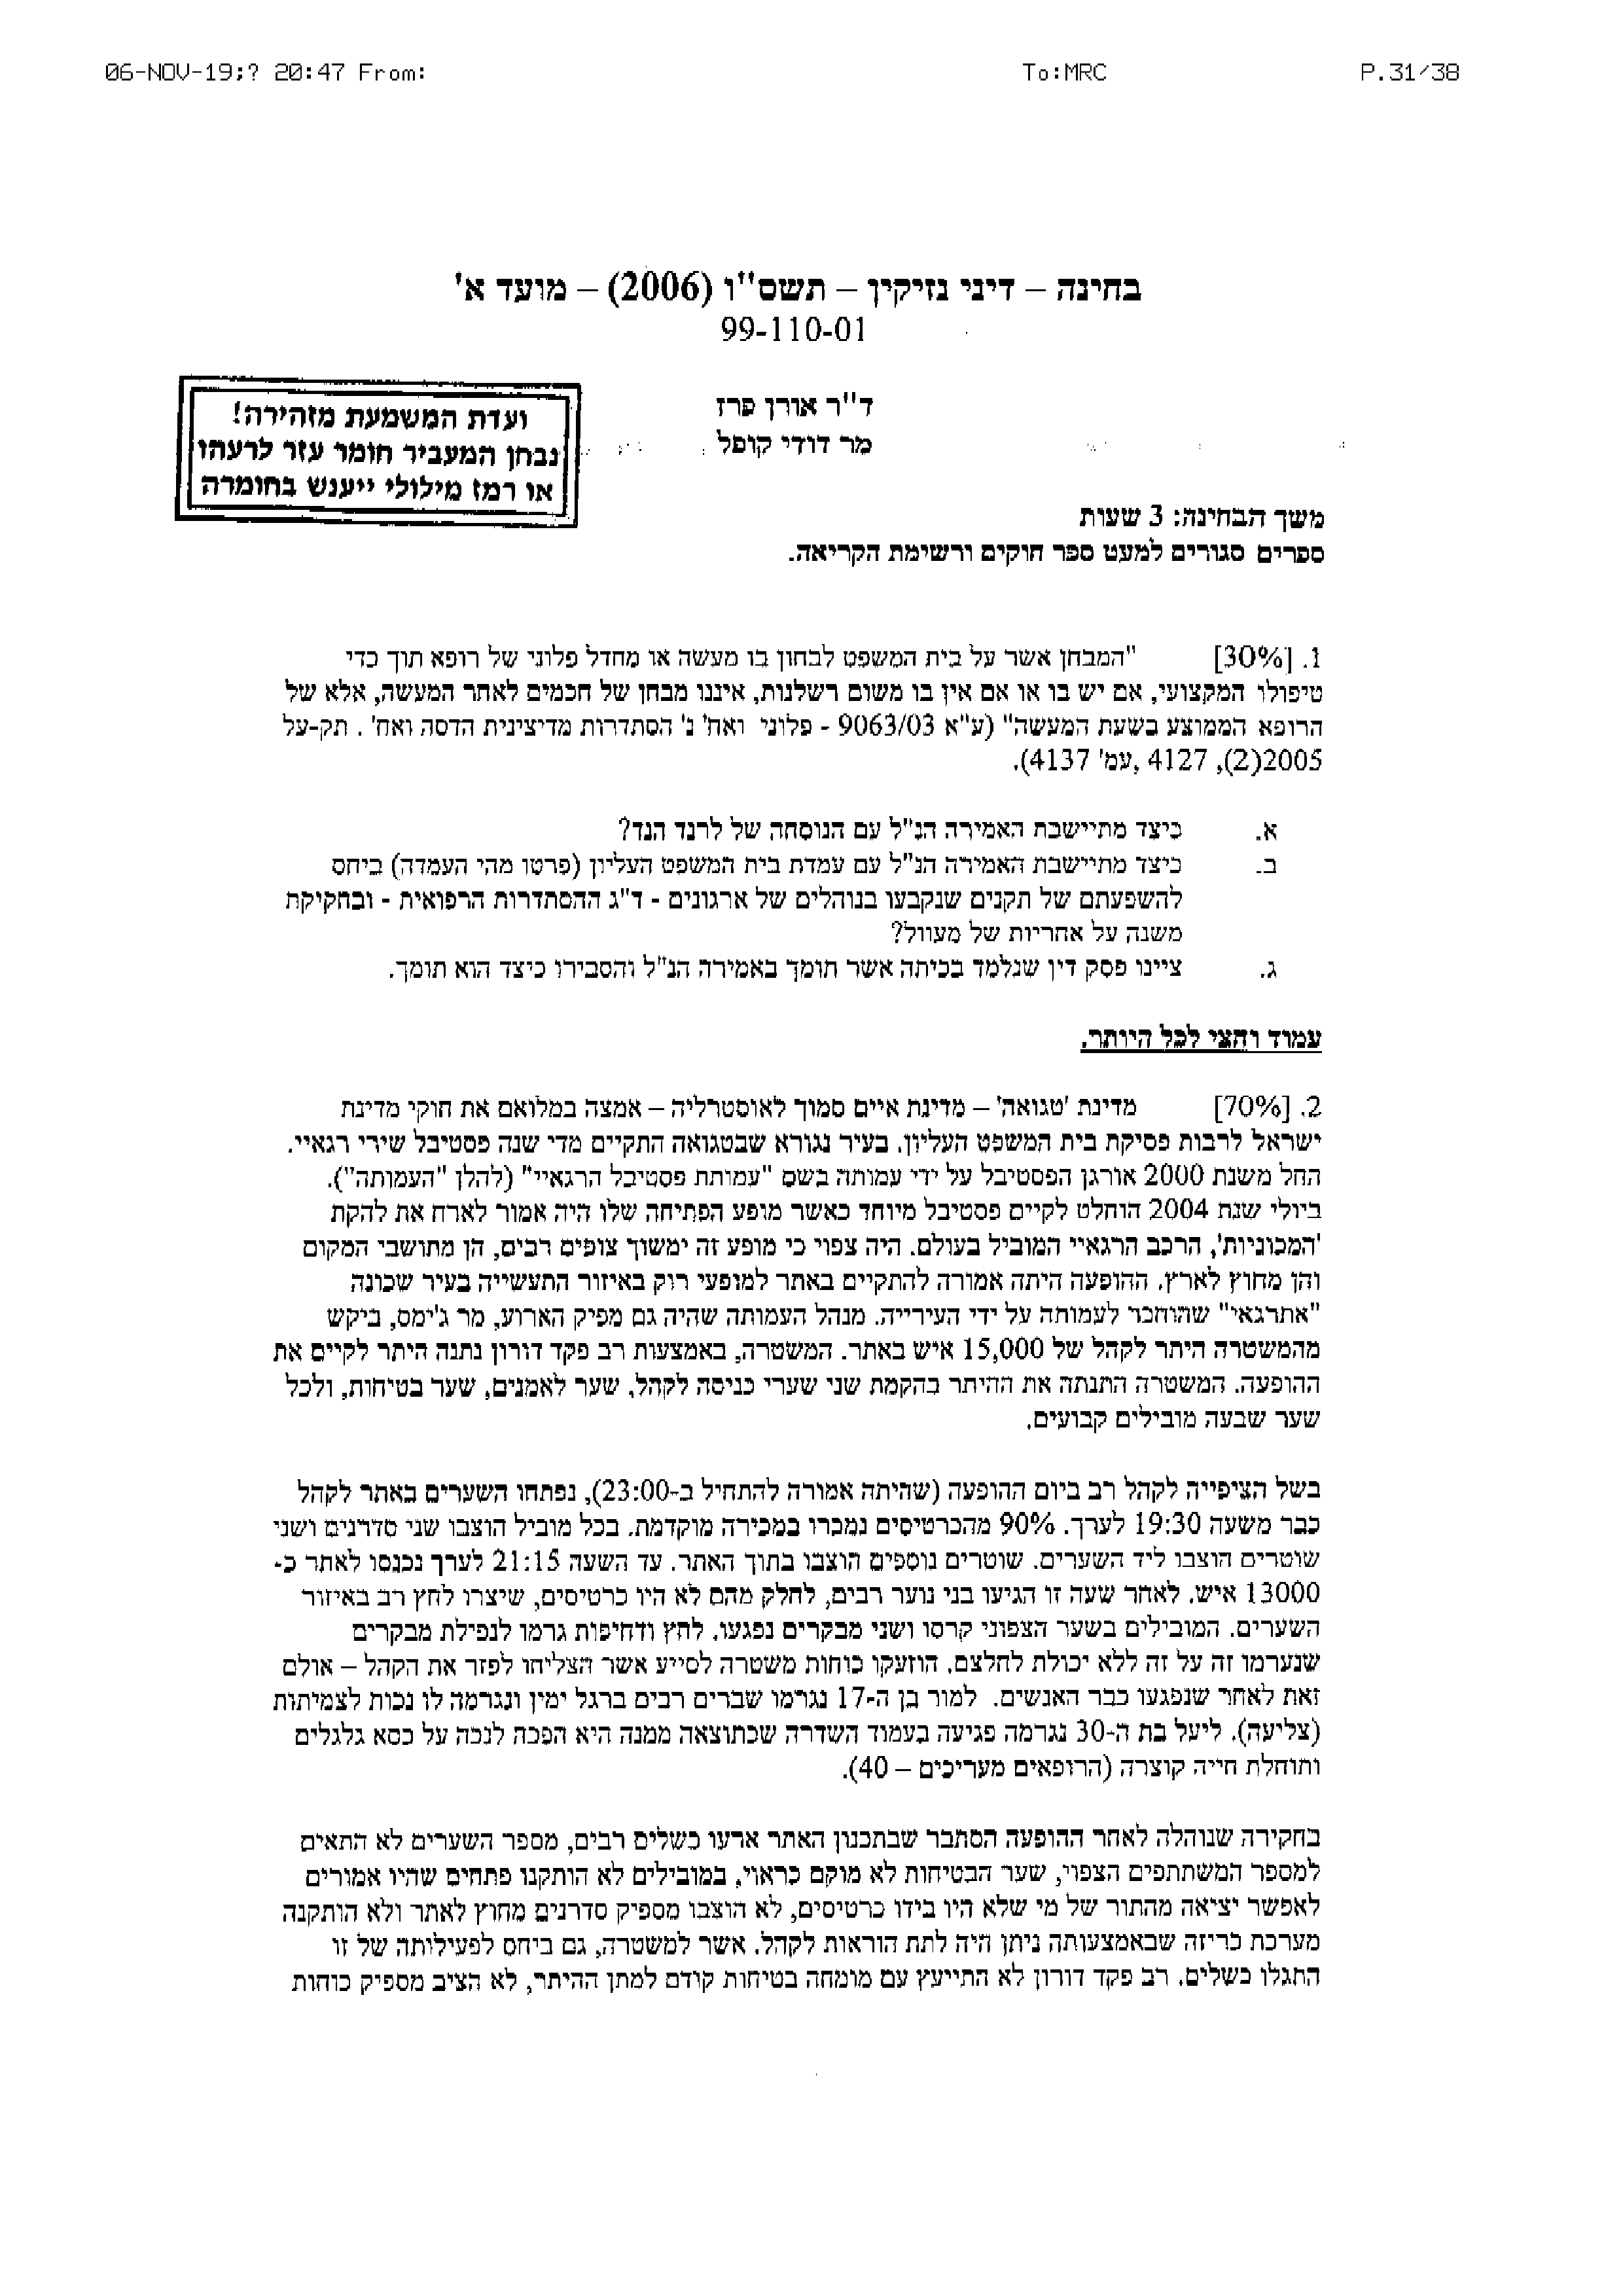 06-NOV-19;? 20:47 From: To:MRC P.31/38
בחינה – דיני נזיקין – תשס"ו (2006) – מועד א'
99-110-01
ד"ר אורן פרז
מר דודי קופל
ועדת המשמעת מזהירה!
נבחן המעביר חומר עזר לרעהו
או רמז מילולי ייענש בחומרה
משך הבחינה: 3 שעות
ספרים סגורים למעט ספר חוקים ורשימת הקריאה.
1. [30%] "המבחן אשר על בית המשפט לבחון בו מעשה או מחדל פלוני של רופא תוך כדי
טיפולו המקצועי, אם יש בו או אם אין בו משום רשלנות, איננו מבחן של חכמים לאחר המעשה, אלא של
הרופא הממוצע בשעת המעשה" (ע"א 9063/03 - פלוני ואח' נ' הסתדרות מדיצינית הדסה ואח' . תק-על
2005(2), 4127 ,עמ' 4137).
א. כיצד מתיישבת האמירה הנ"ל עם הנוסחה של לרנד הנד?
ב. כיצד מתיישבת האמירה הנ"ל עם עמדת בית המשפט העליון (פרטו מהי העמדה) ביחס
להשפעתם של תקנים שנקבעו בנוהלים של ארגונים - ד"ג ההסתדרות הרפואית - ובחקיקת
משנה על אחריות של מעוול?
ג. ציינו פסק דין שנלמד בכיתה אשר תומך באמירה הנ"ל והסבירו כיצד הוא תומך.
עמוד וחצי לכל היותר.
2. [70%] מדינת 'טגואה' – מדינת איים סמוך לאוסטרליה – אמצה במלואם את חוקי מדינת
ישראל לרבות פסיקת בית המשפט העליון. בעיר נגורא שבטגואה התקיים מדי שנה פסטיבל שירי רגאיי.
החל משנת 2000 אורגן הפסטיבל על ידי עמותה בשם "עמותת פסטיבל הרגאיי" (להלן "העמותה").
ביולי שנת 2004 הוחלט לקיים פסטיבל מיוחד כאשר מופע הפתיחה שלו היה אמור לארח את להקת
'המכוניות', הרכב הרגאיי המוביל בעולם. היה צפוי כי מופע זה ימשוך צופים רבים, הן מתושבי המקום
והן מחוץ לארץ. ההופעה היתה אמורה להתקיים באתר למופעי רוק באיזור התעשייה בעיר שכונה
"אתרגאי" שהוחכר לעמותה על ידי העירייה. מנהל העמותה שהיה גם מפיק הארוע, מר ג'ימס, ביקש
מהמשטרה היתר לקהל של 15,000 איש באתר. המשטרה, באמצעות רב פקד דורון נתנה היתר לקיים את
ההופעה. המשטרה התנתה את ההיתר בהקמת שני שערי כניסה לקהל, שער לאמנים, שער בטיחות, ולכל
שער שבעה מובילים קבועים.
בשל הציפייה לקהל רב ביום ההופעה (שהיתה אמורה להתחיל ב-23:00), נפתחו השערים באתר לקהל
כבר משעה 19:30 לערך. 90% מהכרטיסים נמכרו במכירה מוקדמת. בכל מוביל הוצבו שני סדרנים ושני
שוטרים הוצבו ליד השערים. שוטרים נוספים הוצבו בתוך האתר. עד השעה 21:15 לערך נכנסו לאתר כ-
13000 איש. לאחר שעה זו הגיעו בני נוער רבים, לחלק מהם לא היו כרטיסים, שיצרו לחץ רב באיזור
השערים. המובילים בשער הצפוני קרסו ושני מבקרים נפגעו. לחץ ודחיפות גרמו לנפילת מבקרים
שנערמו זה על זה ללא יכולת לחלצם. הוזעקו כוחות משטרה לסייע אשר הצליחו לפזר את הקהל – אולם
זאת לאחר שנפגעו כבר האנשים. למור בן ה-17 נגרמו שברים רבים ברגל ימין ונגרמה לו נכות לצמיתות
(צליעה). ליעל בת ה-30 נגרמה פגיעה בעמוד השדרה שכתוצאה ממנה היא הפכה לנכה על כסא גלגלים
ותוחלת חייה קוצרה (הרופאים מעריכים – 40).
בחקירה שנוהלה לאחר ההופעה הסתבר שבתכנון האתר ארעו כשלים רבים, מספר השערים לא התאים
למספר המשתתפים הצפוי, שער הבטיחות לא מוקם כראוי, במובילים לא הותקנו פתחים שהיו אמורים
לאפשר יציאה מהתור של מי שלא היו בידו כרטיסים, לא הוצבו מספיק סדרנים מחוץ לאתר ולא הותקנה
מערכת כריזה שבאמצעותה ניתן היה לתת הוראות לקהל. אשר למשטרה, גם ביחס לפעילותה של זו
התגלו כשלים. רב פקד דורון לא התייעץ עם מומחה בטיחות קודם למתן ההיתר, לא הציב מספיק כוחות